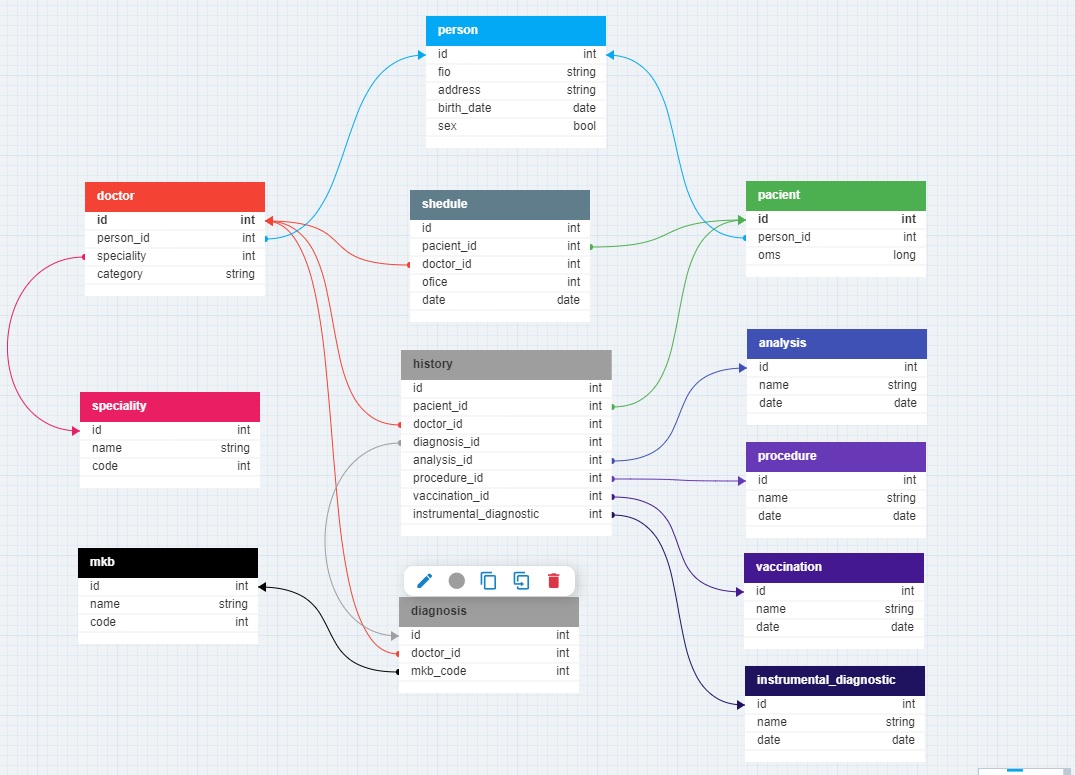 person
id int
fio string
address string
birth_date date
sex bool
doctor
id int
person_id int
speciality int
category string
shedule
id int
pacient_id int
doctor_id int
ofice int
date date
pacient
id int
person_id int
oms long
history
id int
pacient_id int
doctor_id int
diagnosis_id int
analysis_id int
procedure_id int
vaccination_id int
instrumental_diagnostic int
analysis
id int
name string
date date
speciality
id int
name string
code int
procedure
id int
name string
date date
mkb
id int
name string
code int
vaccination
id int
name string
date date
diagnosis
id int
doctor_id int
mkb_code int
instrumental_diagnostic
id int
name string
date date